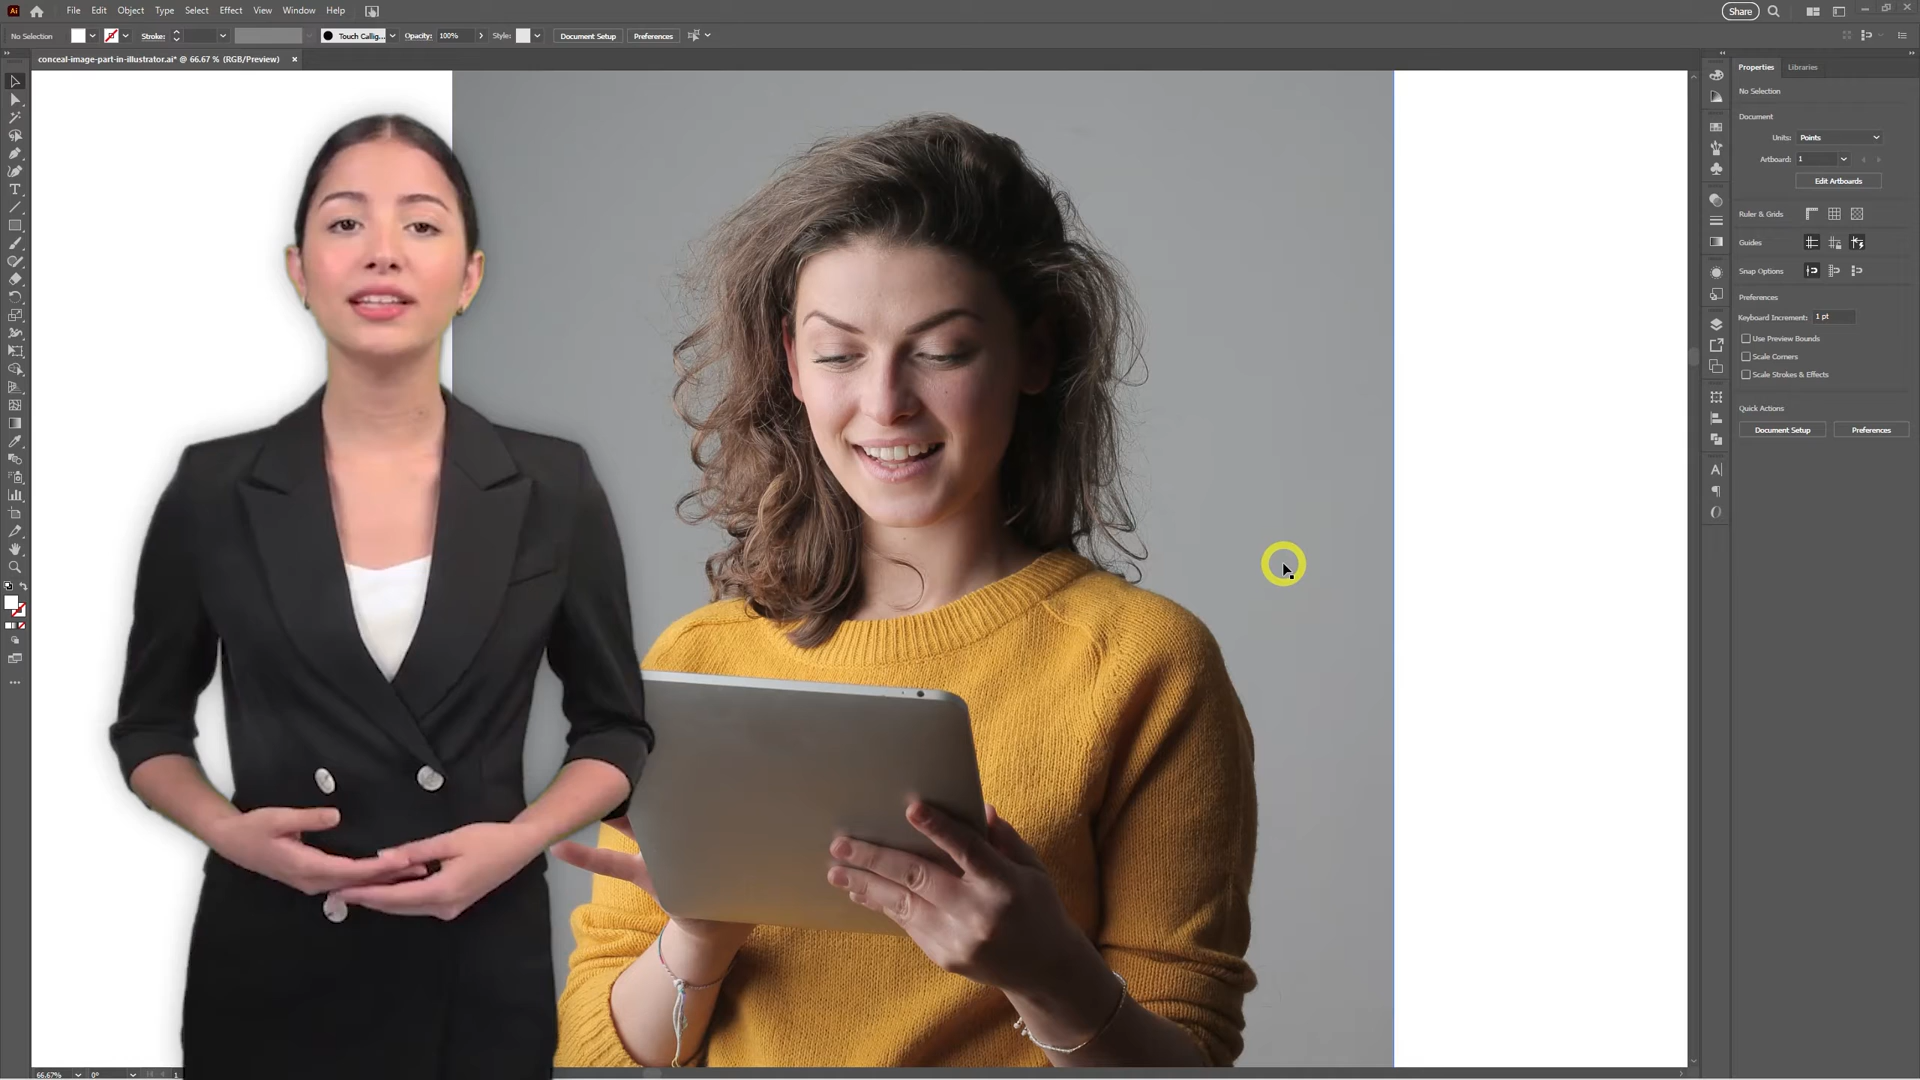 Ai File Edit Object Type Select Effect View Window Help Share
No Selection Stroke: Touch Callig... Opacity: 100% Style: Document Setup Preferences
conceal-image-part-in-illustrator.ai* @ 66.67 % (RGB/Preview) ×
Properties Libraries
No Selection
Document
Units: Points
Artboard: 1
Edit Artboards
Ruler & Grids
Guides
Snap Options
Preferences
Keyboard Increment: 1 pt
Use Preview Bounds
Scale Corners
Scale Strokes & Effects
Quick Actions
Document Setup Preferences
66.67% 0° 1